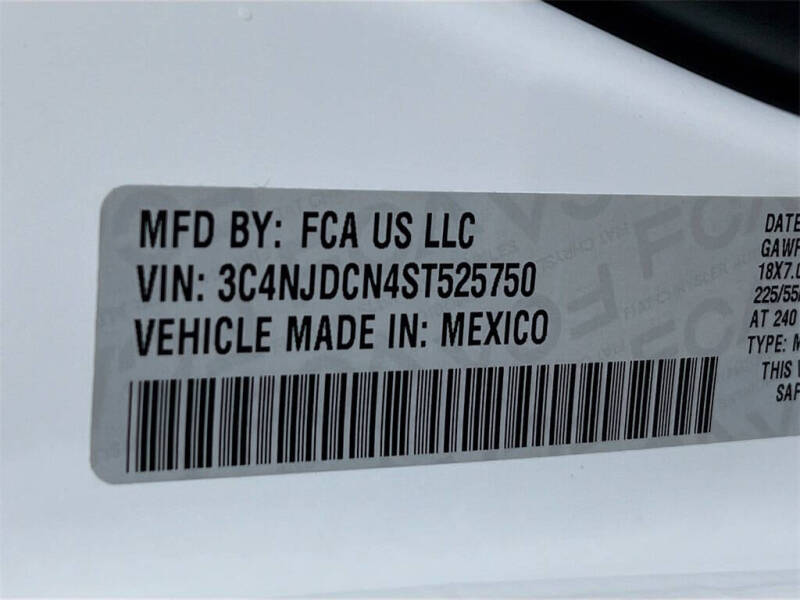 MFD BY: FCA US LLC
VIN: 3C4NJDCN4ST525750
VEHICLE MADE IN: MEXICO
DATE
GAWR
18X7.0
225/55
AT 240
TYPE: M
THIS V
SAF